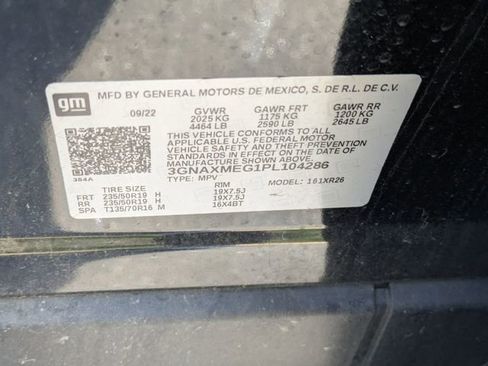 gm MFD BY GENERAL MOTORS DE MEXICO, S. DE R.L. DE C.V.
09/22 GVWR GAWR FRT GAWR RR
2025 KG 1175 KG 1200 KG
4464 LB 2590 LB 2645 LB
THIS VEHICLE CONFORMS TO ALL
APPLICABLE U.S. FEDERAL MOTOR
VEHICLE SAFETY AND THEFT PREVENTION
STANDARDS IN EFFECT ON THE DATE OF
MANUFACTURE SHOWN ABOVE
384A 3GNAXMEG1PL104286
TYPE: MPV MODEL: 1S1XR26
TIRE SIZE RIM
FRT 235/50R19 H 19X7.5J
RR 235/50R19 H 19X7.5J
SPA T135/70R16 M 16X4BT